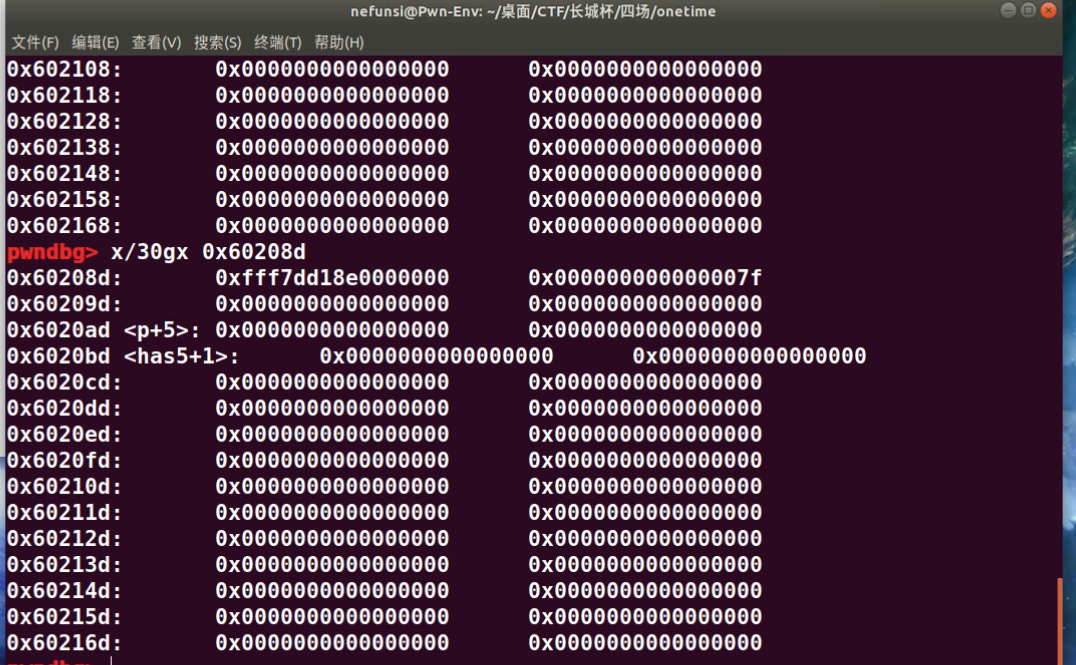 nefunsi@Pwn-Env: ~/桌面/CTF/长城杯/四场/onetime
文件(F) 编辑(E) 查看(V) 搜索(S) 终端(T) 帮助(H)
0x602108: 0x0000000000000000 0x0000000000000000
0x602118: 0x0000000000000000 0x0000000000000000
0x602128: 0x0000000000000000 0x0000000000000000
0x602138: 0x0000000000000000 0x0000000000000000
0x602148: 0x0000000000000000 0x0000000000000000
0x602158: 0x0000000000000000 0x0000000000000000
0x602168: 0x0000000000000000 0x0000000000000000
pwndbg> x/30gx 0x60208d
0x60208d: 0xfff7dd18e0000000 0x000000000000007f
0x60209d: 0x0000000000000000 0x0000000000000000
0x6020ad <p+5>: 0x0000000000000000 0x0000000000000000
0x6020bd <has5+1>: 0x0000000000000000 0x0000000000000000
0x6020cd: 0x0000000000000000 0x0000000000000000
0x6020dd: 0x0000000000000000 0x0000000000000000
0x6020ed: 0x0000000000000000 0x0000000000000000
0x6020fd: 0x0000000000000000 0x0000000000000000
0x60210d: 0x0000000000000000 0x0000000000000000
0x60211d: 0x0000000000000000 0x0000000000000000
0x60212d: 0x0000000000000000 0x0000000000000000
0x60213d: 0x0000000000000000 0x0000000000000000
0x60214d: 0x0000000000000000 0x0000000000000000
0x60215d: 0x0000000000000000 0x0000000000000000
0x60216d: 0x0000000000000000 0x0000000000000000
pwndbg>